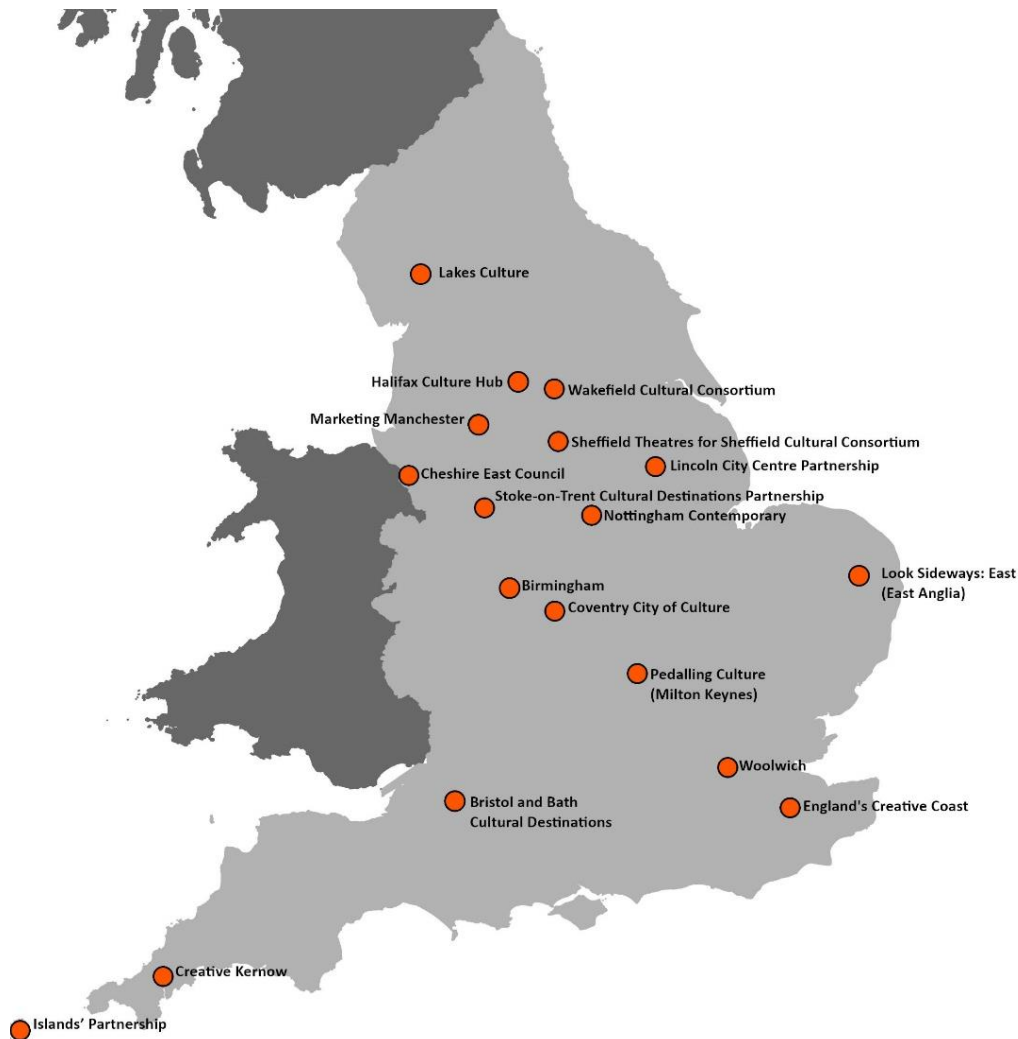 Lakes Culture
Halifax Culture Hub
Wakefield Cultural Consortium
Marketing Manchester
Sheffield Theatres for Sheffield Cultural Consortium
Lincoln City Centre Partnership
Cheshire East Council
Stoke-on-Trent Cultural Destinations Partnership
Nottingham Contemporary
Look Sideways: East
(East Anglia)
Birmingham
Coventry City of Culture
Pedalling Culture
(Milton Keynes)
Woolwich
Bristol and Bath
Cultural Destinations
England's Creative Coast
Creative Kernow
Islands’ Partnership